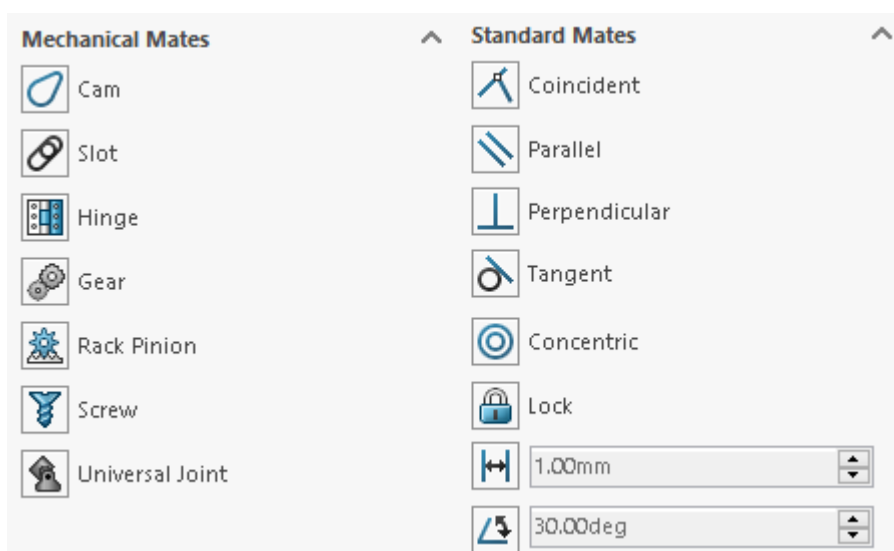 Mechanical Mates
Cam
Slot
Hinge
Gear
Rack Pinion
Screw
Universal Joint
Standard Mates
Coincident
Parallel
Perpendicular
Tangent
Concentric
Lock
1.00mm
30.00deg